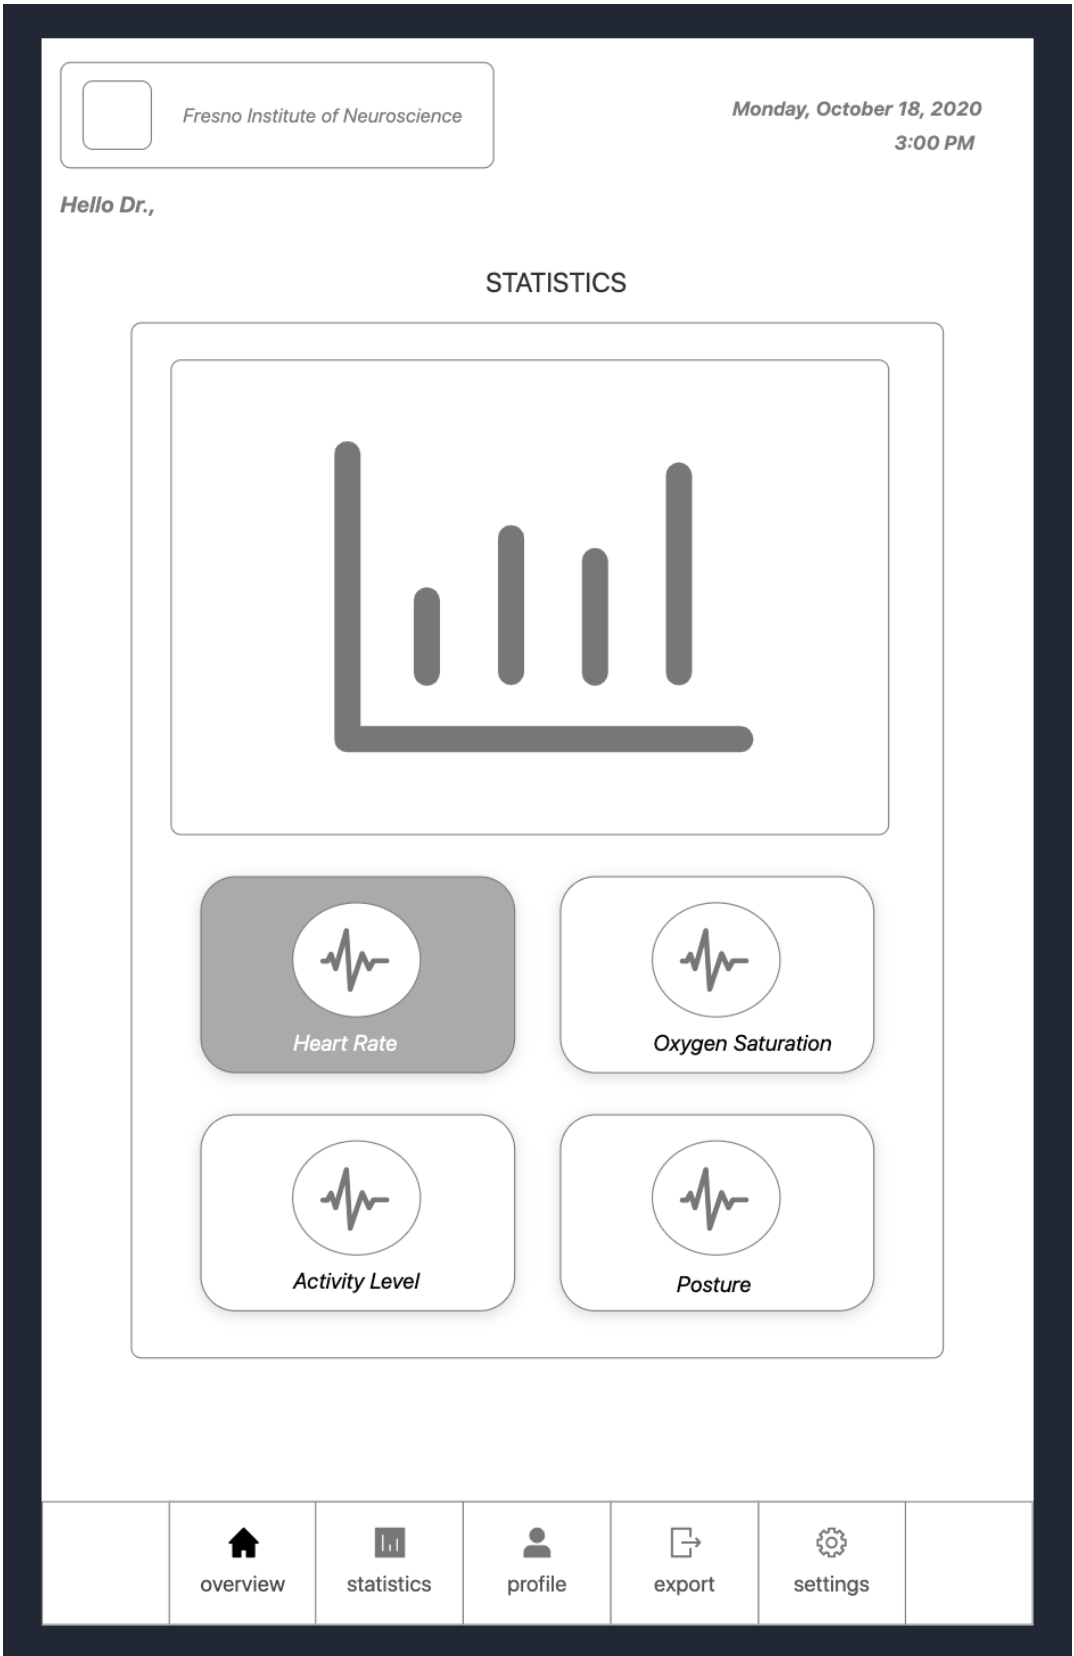 Fresno Institute of Neuroscience
Monday, October 18, 2020
3:00 PM
Hello Dr.,
STATISTICS
Heart Rate
Oxygen Saturation
Activity Level
Posture
overview
statistics
profile
export
settings